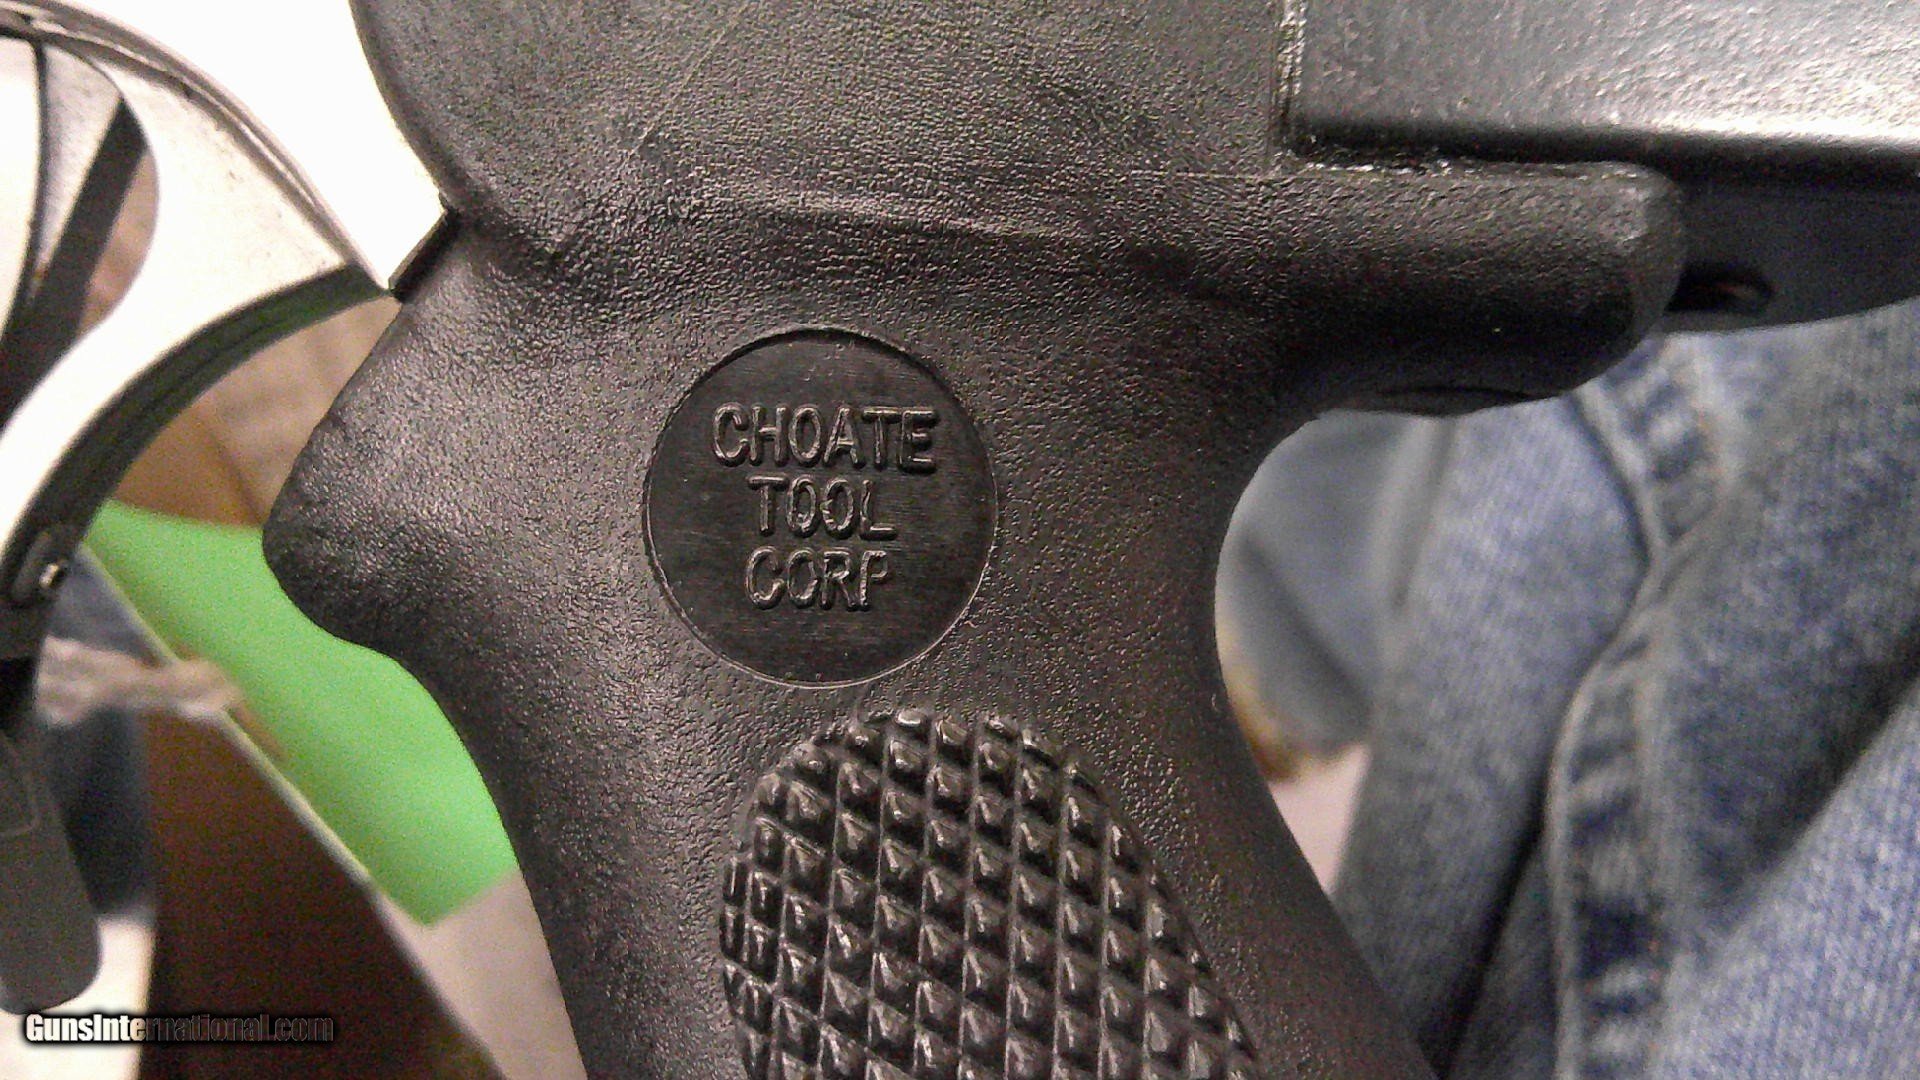 CHOATE
TOOL
CORP
GunsInternational.com